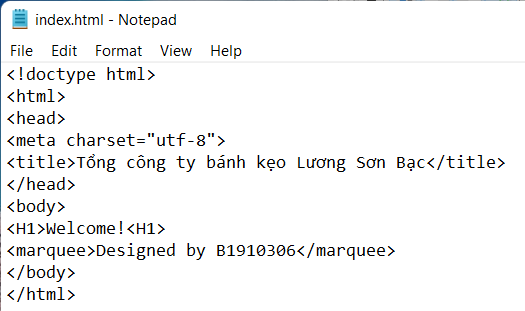 index.html - Notepad
File Edit Format View Help
<!doctype html>
<html>
<head>
<meta charset="utf-8">
<title>Tổng công ty bánh kẹo Lương Sơn Bạc</title>
</head>
<body>
<H1>Welcome!<H1>
<marquee>Designed by B1910306</marquee>
</body>
</html>